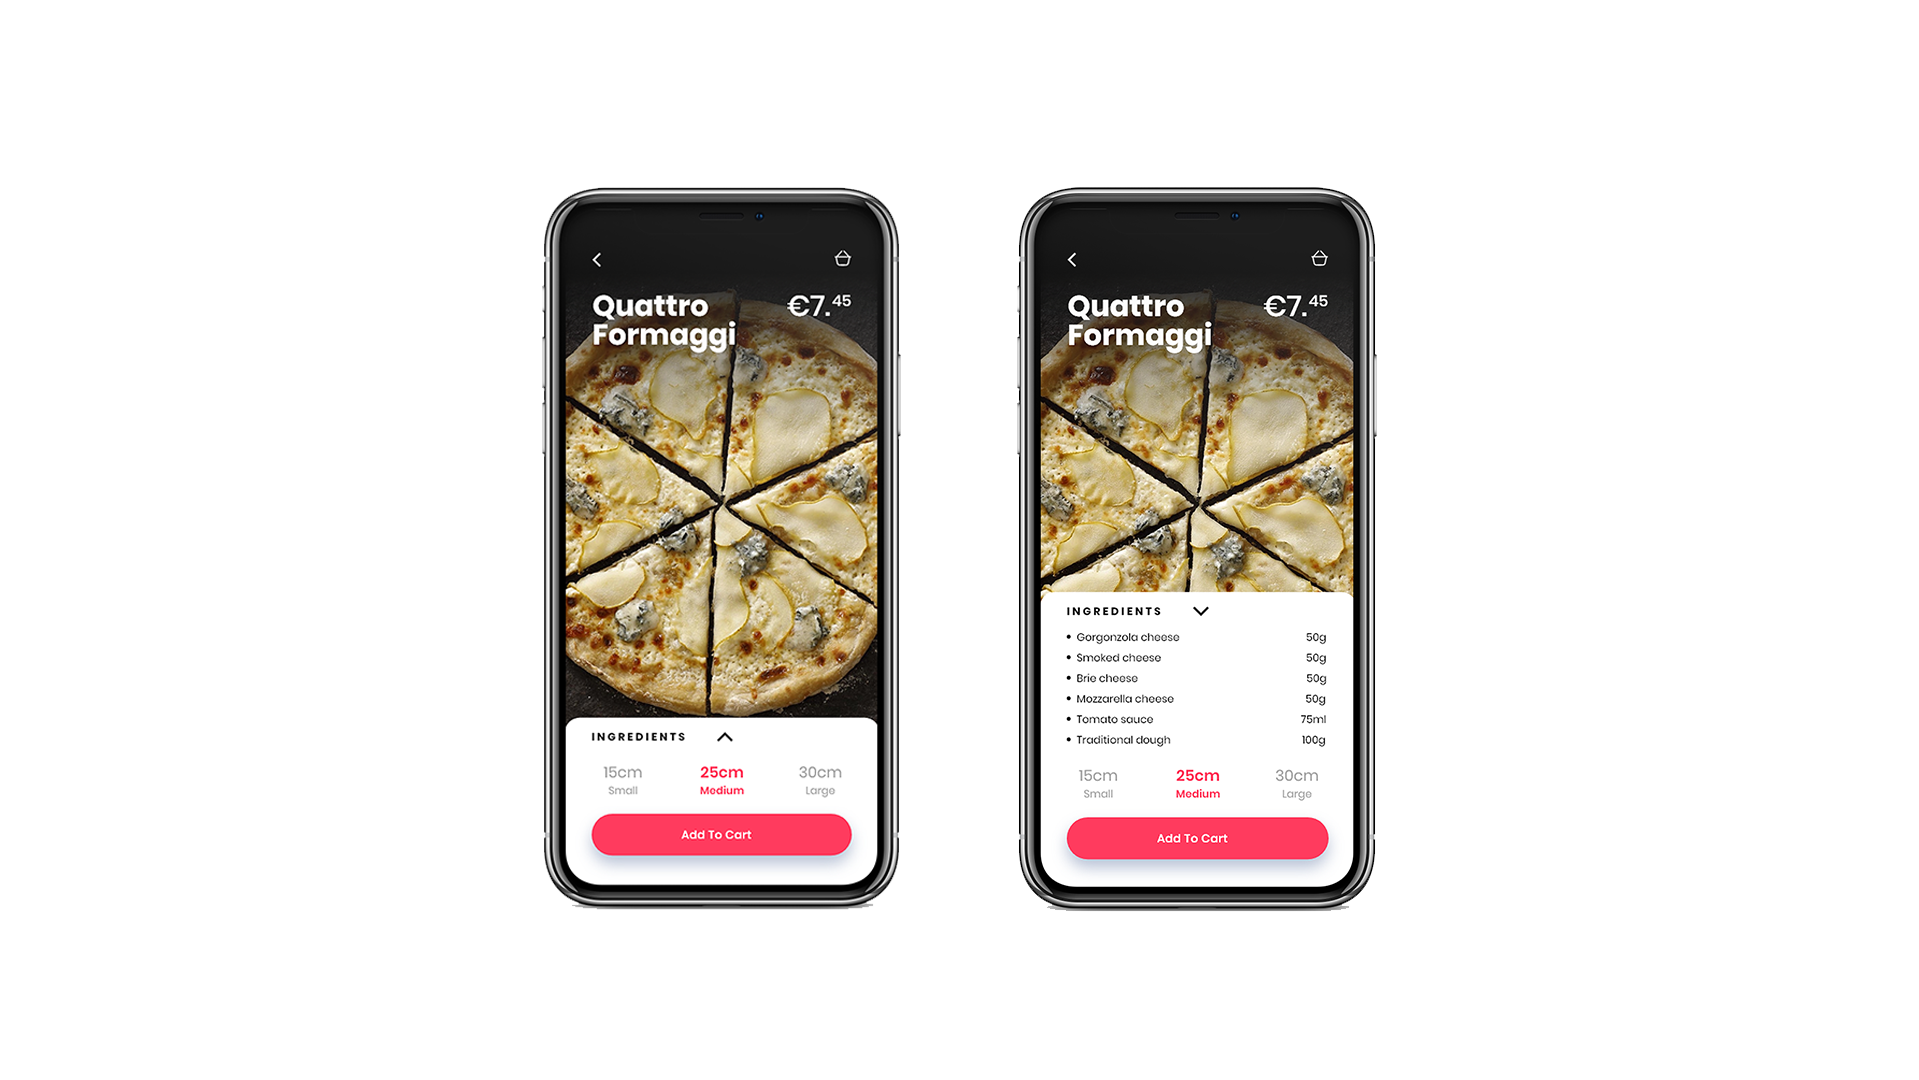 Quattro
Formaggi
€7.45
INGREDIENTS
15cm
25cm
30cm
Small
Medium
Large
Add To Cart
Quattro
Formaggi
€7.45
INGREDIENTS
• Gorgonzola cheese 50g
• Smoked cheese 50g
• Brie cheese 50g
• Mozzarella cheese 50g
• Tomato sauce 75ml
• Traditional dough 100g
15cm
25cm
30cm
Small
Medium
Large
Add To Cart